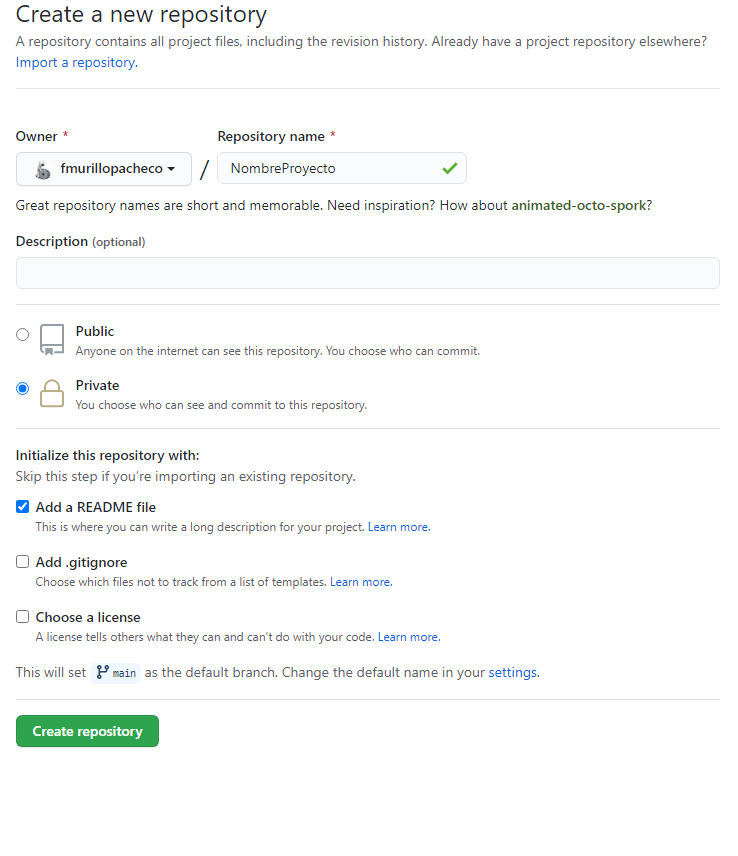 Create a new repository
A repository contains all project files, including the revision history. Already have a project repository elsewhere?
Import a repository.
Owner * Repository name *
fmurillopacheco / NombreProyecto
Great repository names are short and memorable. Need inspiration? How about animated-octo-spork?
Description (optional)
Public
Anyone on the internet can see this repository. You choose who can commit.
Private
You choose who can see and commit to this repository.
Initialize this repository with:
Skip this step if you're importing an existing repository.
Add a README file
This is where you can write a long description for your project. Learn more.
Add .gitignore
Choose which files not to track from a list of templates. Learn more.
Choose a license
A license tells others what they can and can't do with your code. Learn more.
This will set main as the default branch. Change the default name in your settings.
Create repository